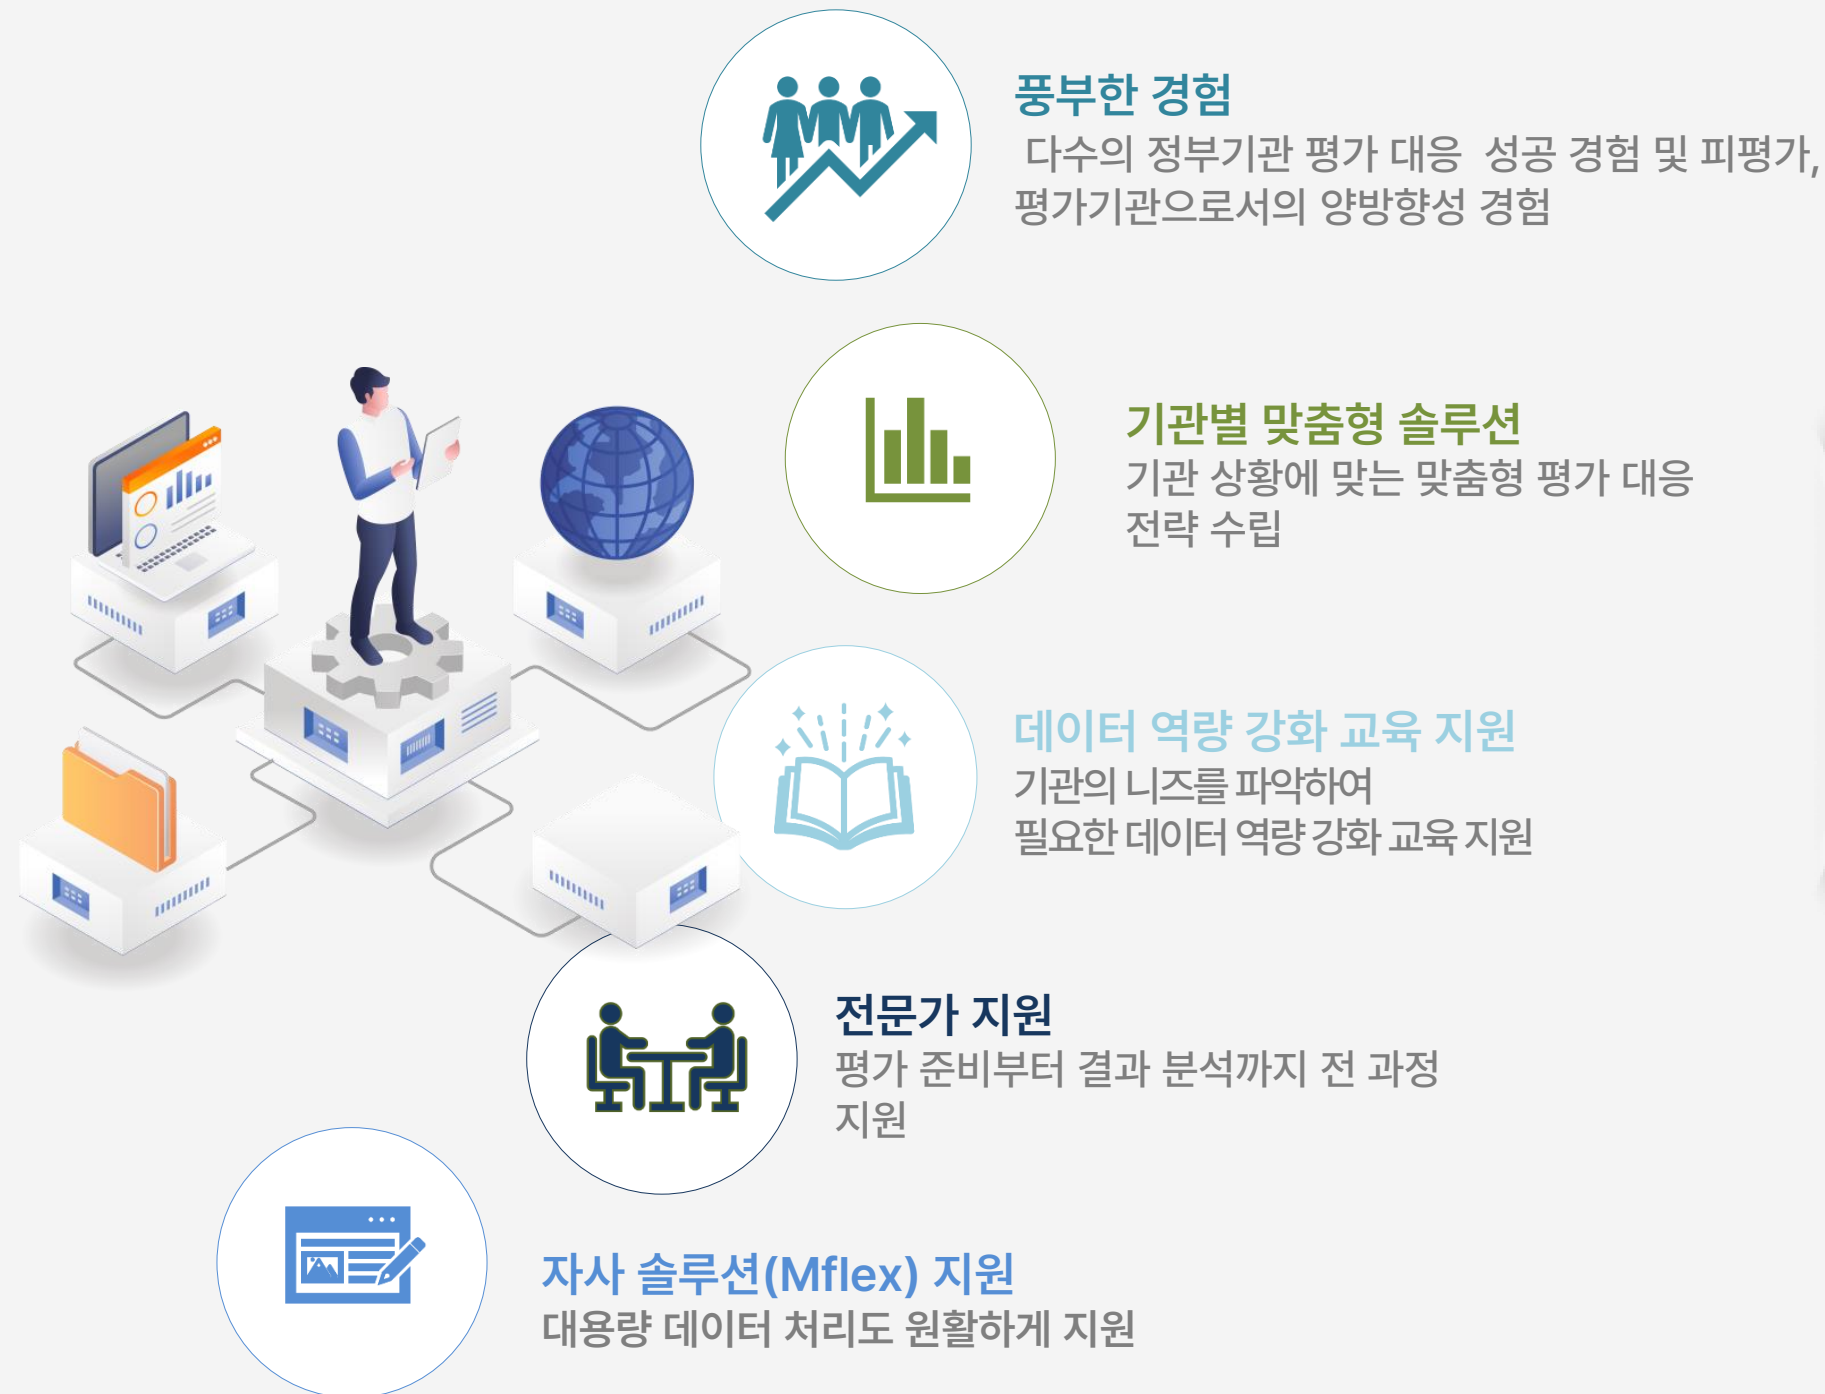 풍부한 경험
다수의 정부기관 평가 대응 성공 경험 및 피평가,
평가기관으로서의 양방향성 경험
기관별 맞춤형 솔루션
기관 상황에 맞는 맞춤형 평가 대응
전략 수립
데이터 역량 강화 교육 지원
기관의 니즈를 파악하여
필요한 데이터 역량 강화 교육 지원
전문가 지원
평가 준비부터 결과 분석까지 전 과정
지원
자사 솔루션(Mflex) 지원
대용량 데이터 처리도 원활하게 지원